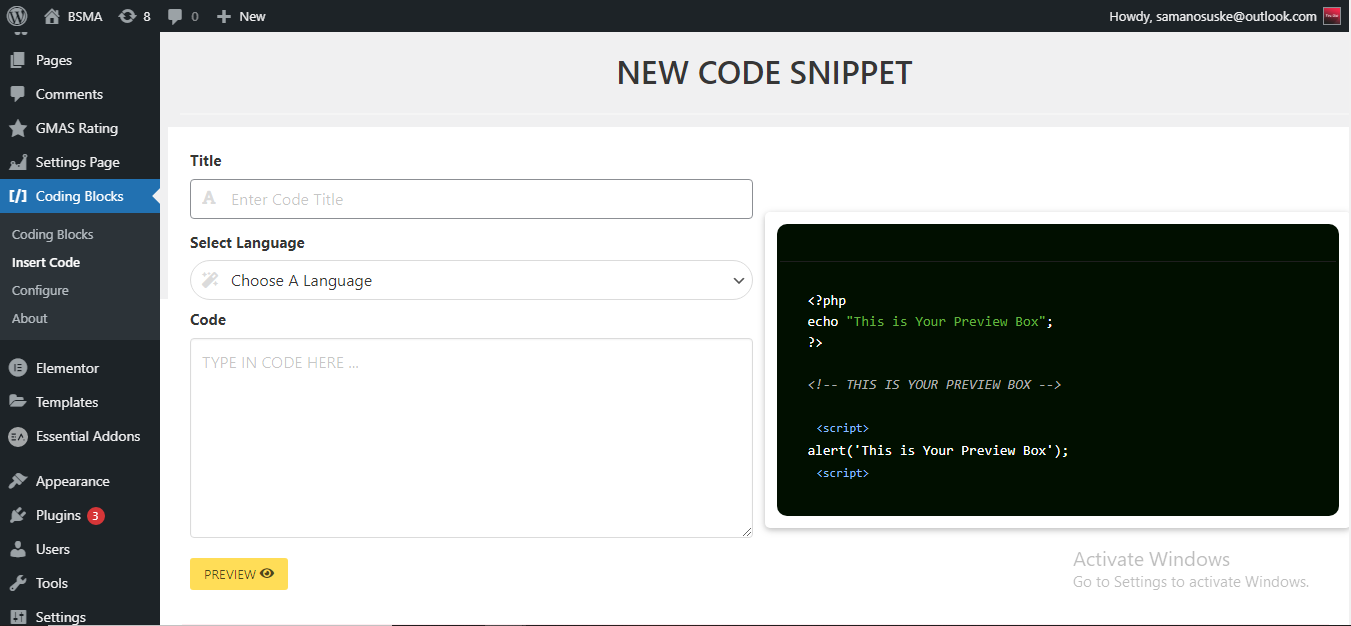 BSMA 8 0 New Howdy, samanosuske@outlook.com
Pages
Comments
GMAS Rating
Settings Page
[/] Coding Blocks
Coding Blocks
Insert Code
Configure
About
Elementor
Templates
Essential Addons
Appearance
Plugins 3
Users
Tools
Settings
NEW CODE SNIPPET
Title
A Enter Code Title
Select Language
Choose A Language
Code
TYPE IN CODE HERE ...
PREVIEW
<?php
echo "This is Your Preview Box";
?>
<!-- THIS IS YOUR PREVIEW BOX -->
<script>
alert('This is Your Preview Box');
<script>
Activate Windows
Go to Settings to activate Windows.